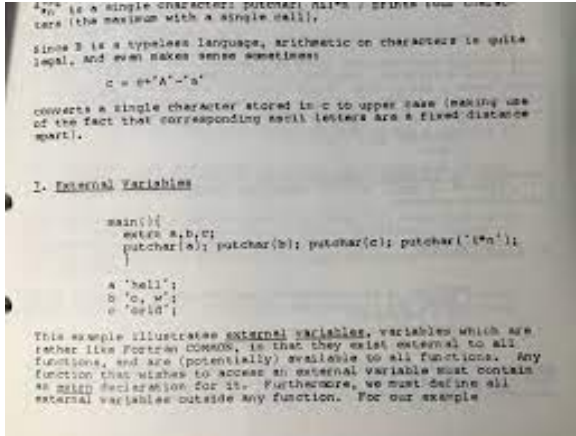 '*n' is a single character! putchar('hi!*n') prints four charac-
ters (the maximum with a single call).
Since B is a typeless language, arithmetic on characters is quite
legal, and even makes sense sometimes:
c = c+'A'-'a'
converts a single character stored in c to upper case (making use
of the fact that corresponding ascii letters are a fixed distance
apart).
7. External Variables
main(){
extrn a,b,c;
putchar(a); putchar(b); putchar(c); putchar('!*n');
}
a 'hell';
b 'o, w';
c 'orld';
This example illustrates external variables, variables which are
rather like Fortran COMMON, in that they exist external to all
functions, and are (potentially) available to all functions. Any
function that wishes to access an external variable must contain
an extrn declaration for it. Furthermore, we must define all
external variables outside any function. For our example